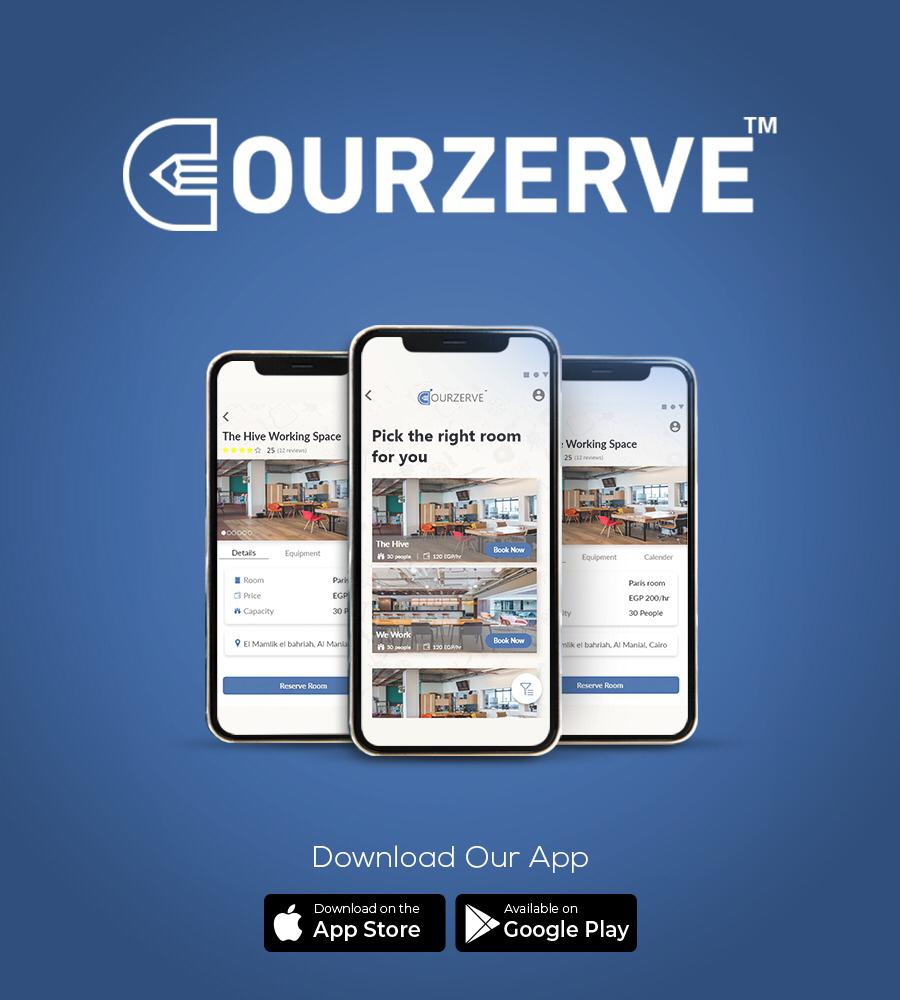 OURZERVE™
The Hive Working Space
25 (12 reviews)
Details Equipment
Room Paris
Price EGP
Capacity 30 P
El Mamlik el bahriah, Al Mania
Reserve Room
OURZERVE
Pick the right room
for you
The Hive
30 people | 120 EGP/hr
Book Now
We Work
30 people | 120 EGP/hr
Book Now
Working Space
25 (12 reviews)
Equipment Calender
Paris room
EGP 200/hr
30 People
bahriah, Al Manial, Cairo
Reserve Room
Download Our App
Download on the
App Store
Available on
Google Play